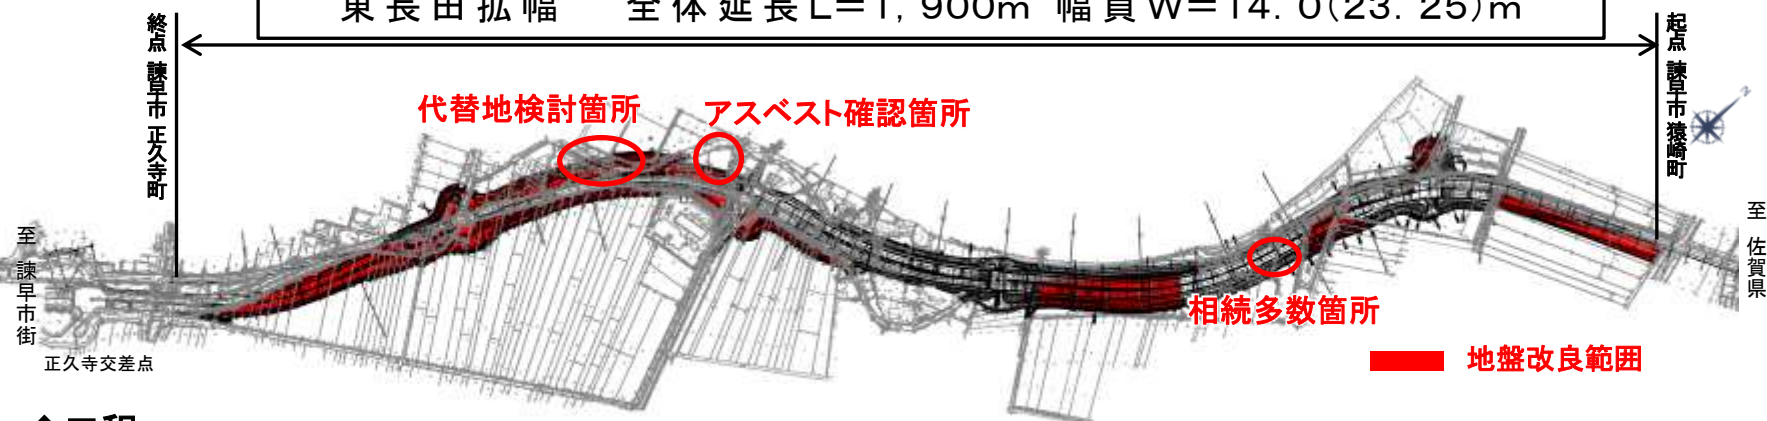 東長田拡幅　全体延長L=1,900m 幅員W=14.0(23.25)m
終点 諫早市 正久寺町
起点 諫早市 猿崎町
代替地検討箇所
アスベスト確認箇所
至 諫早市街
至 佐賀県
正久寺交差点
相続多数箇所
地盤改良範囲